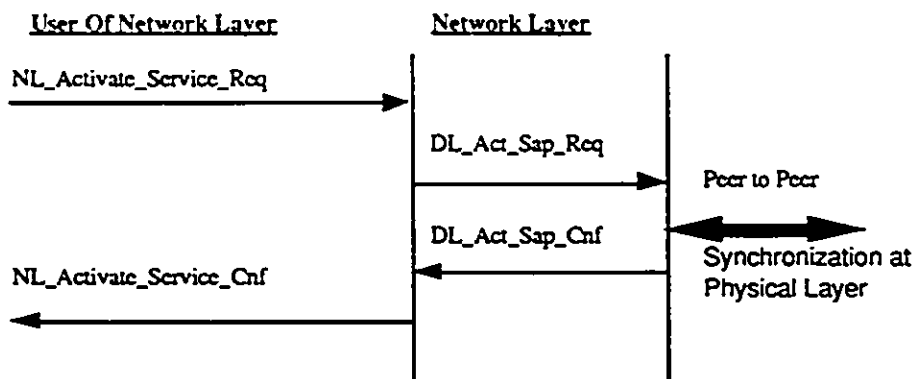 User Of Network Layer
Network Layer
NL_Activate_Service_Req
DL_Act_Sap_Req
Peer to Peer
DL_Act_Sap_Cnf
Synchronization at
Physical Layer
NL_Activate_Service_Cnf